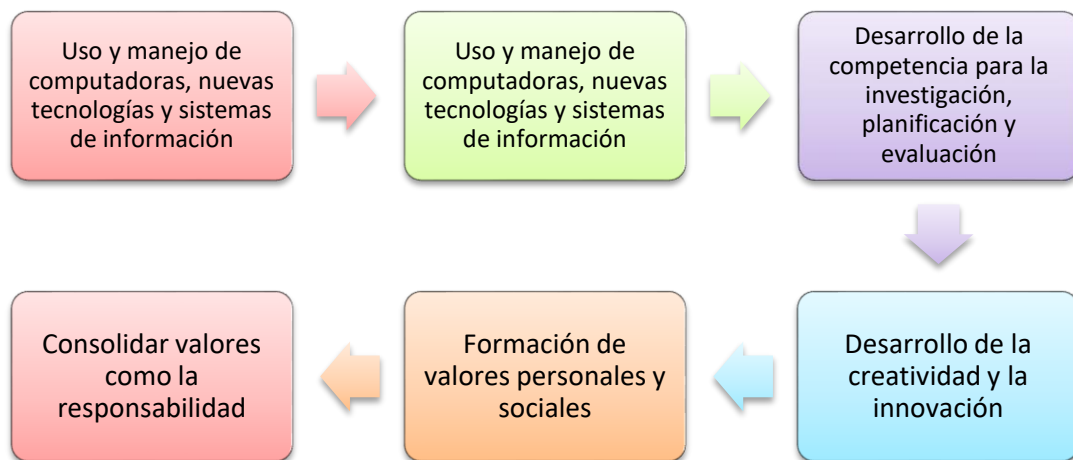 Uso y manejo de
computadoras, nuevas
tecnologías y sistemas
de información
Uso y manejo de
computadoras, nuevas
tecnologías y sistemas
de información
Desarrollo de la
competencia para la
investigación,
planificación y
evaluación
Desarrollo de la
creatividad y la
innovación
Formación de
valores personales y
sociales
Consolidar valores
como la
responsabilidad